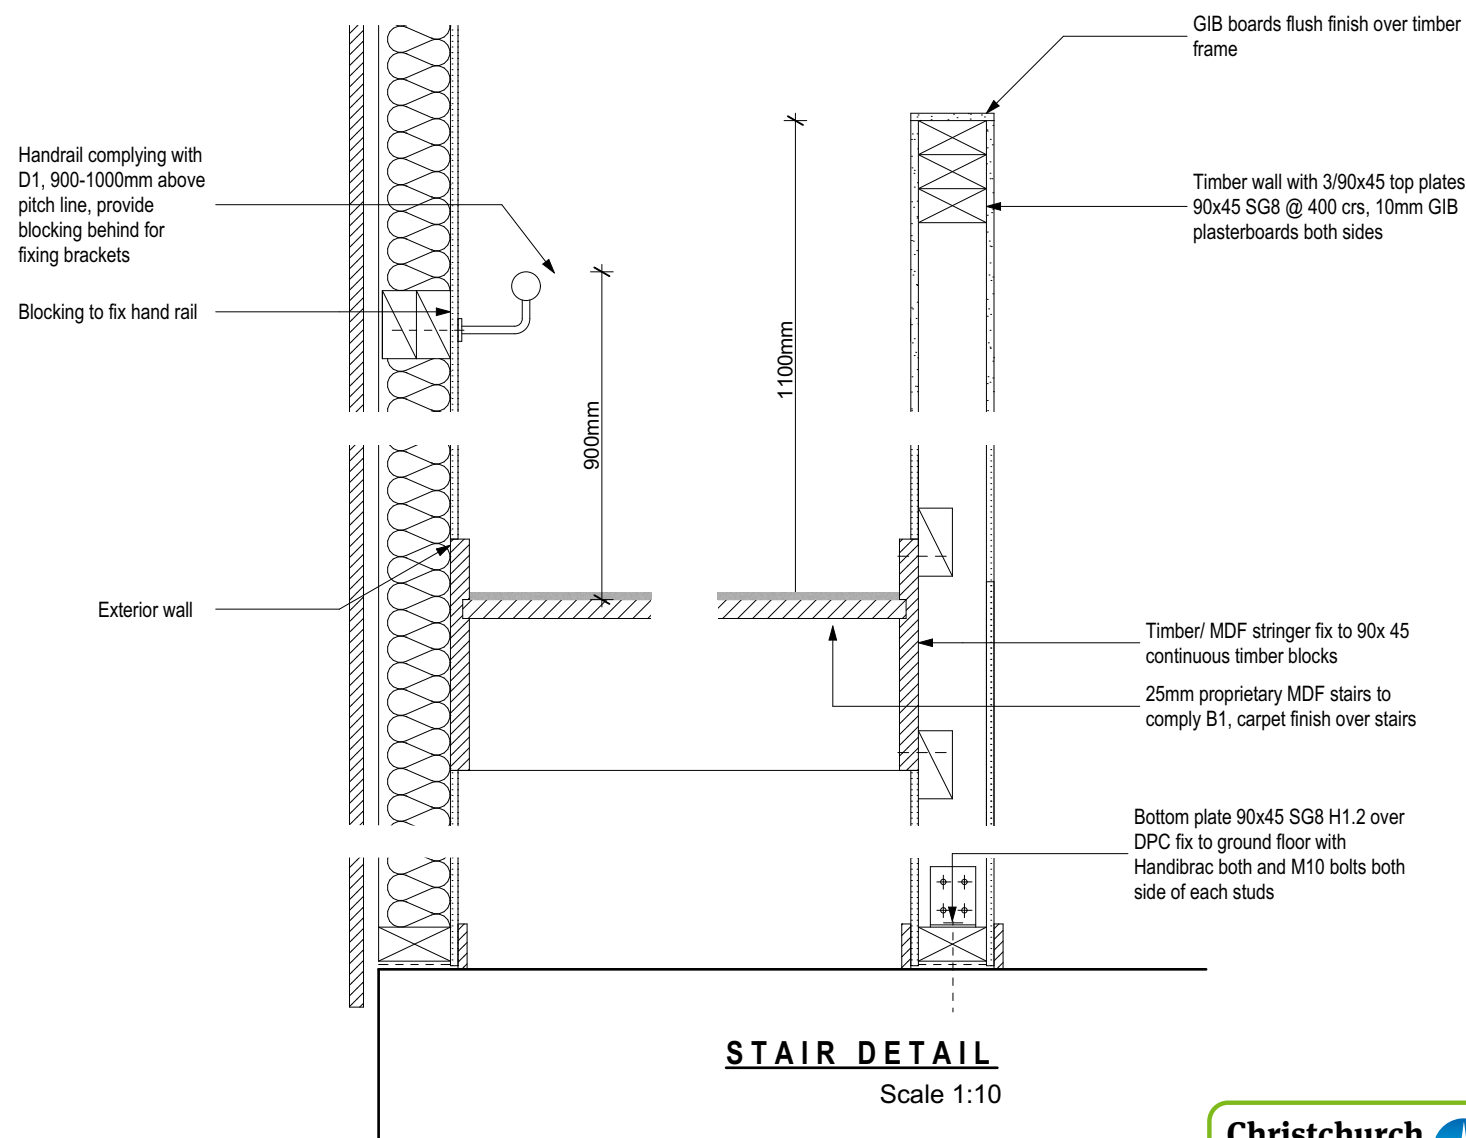 GIB boards flush finish over timber
frame
Handrail complying with
D1, 900-1000mm above
pitch line, provide
blocking behind for
fixing brackets
Timber wall with 3/90x45 top plates
90x45 SG8 @ 400 crs, 10mm GIB
plasterboards both sides
Blocking to fix hand rail
1100mm
900mm
Exterior wall
Timber/ MDF stringer fix to 90x 45
continuous timber blocks
25mm proprietary MDF stairs to
comply B1, carpet finish over stairs
Bottom plate 90x45 SG8 H1.2 over
DPC fix to ground floor with
Handibrac both and M10 bolts both
side of each studs
STAIR DETAIL
Scale 1:10
Christchurch